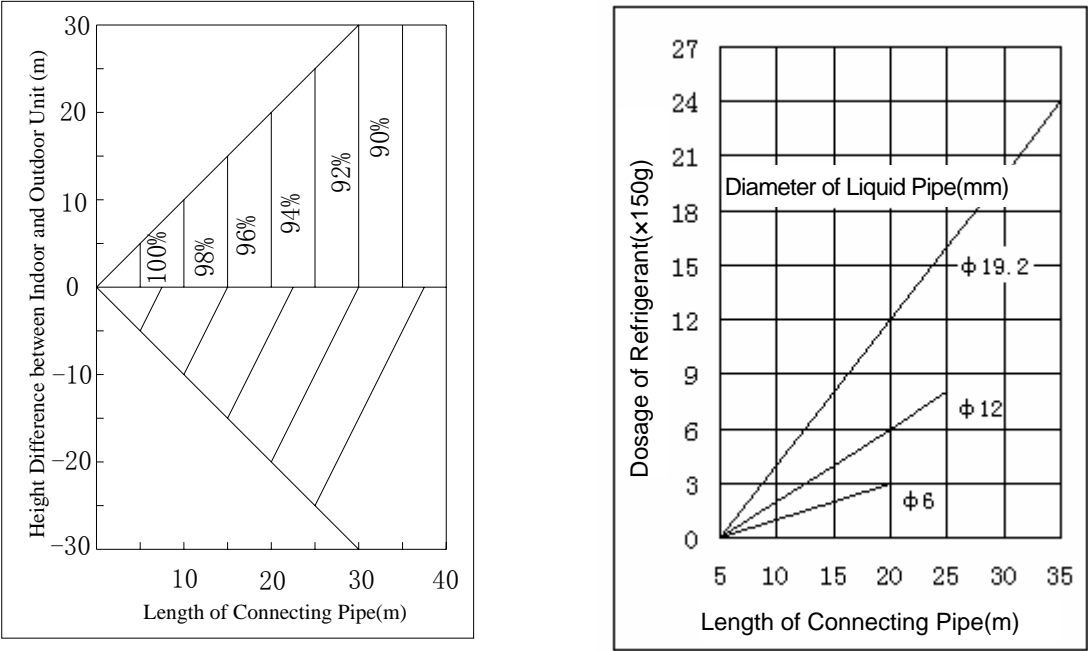 Height Difference between Indoor and Outdoor Unit (m)
30
20
10
0
−10
−20
−30
100%
98%
96%
94%
92%
90%
10 20 30 40
Length of Connecting Pipe(m)
Dosage of Refrigerant(×150g)
27
24
21
18
15
12
9
6
3
0
Diameter of Liquid Pipe(mm)
ф19.2
ф12
ф6
5 10 15 20 25 30 35
Length of Connecting Pipe(m)